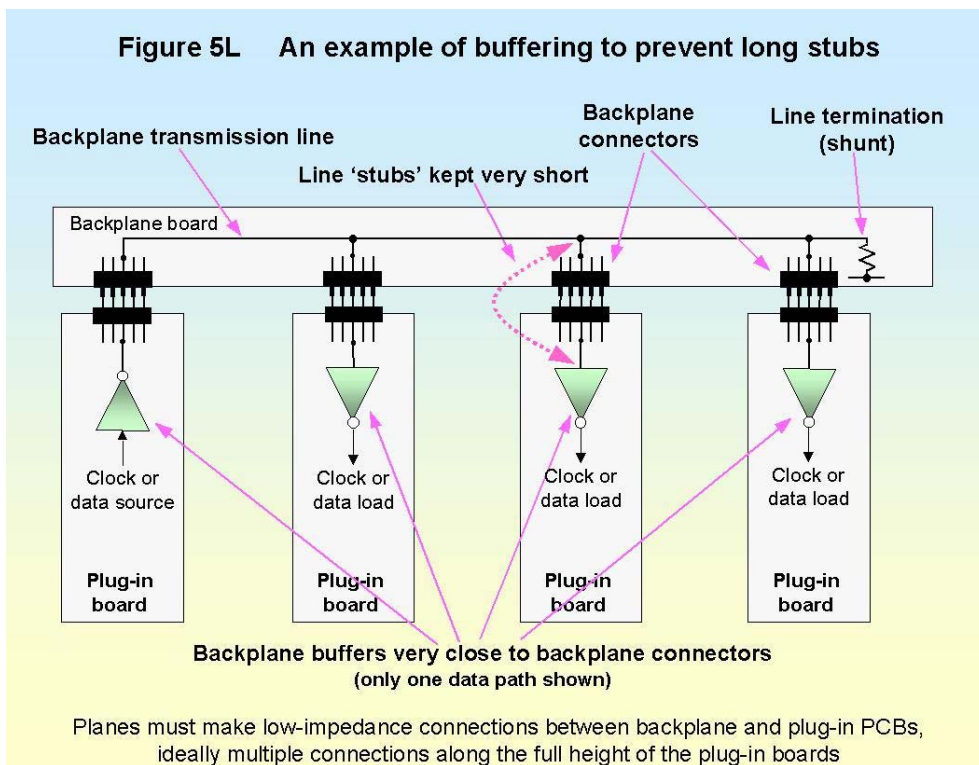 Figure 5L An example of buffering to prevent long stubs
Backplane transmission line
Line 'stubs' kept very short
Backplane
connectors
Line termination
(shunt)
Backplane board
Clock or
data source
Clock or
data load
Clock or
data load
Clock or
data load
Plug-in
board
Plug-in
board
Plug-in
board
Plug-in
board
Backplane buffers very close to backplane connectors
(only one data path shown)
Planes must make low-impedance connections between backplane and plug-in PCBs,
ideally multiple connections along the full height of the plug-in boards